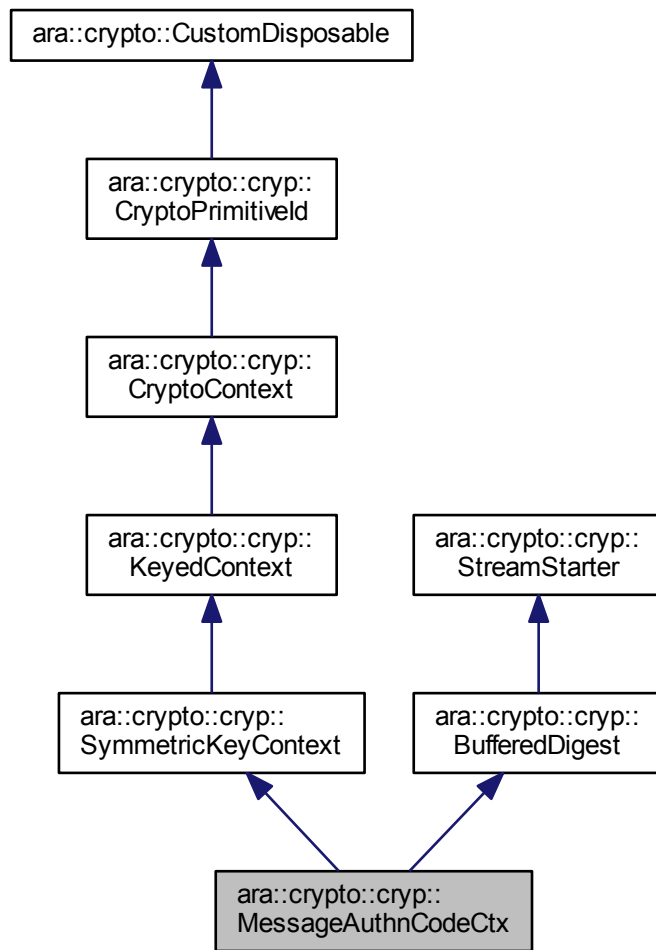 ara::crypto::CustomDisposable
ara::crypto::cryp::
CryptoPrimitiveId
ara::crypto::cryp::
CryptoContext
ara::crypto::cryp::
KeyedContext
ara::crypto::cryp::
StreamStarter
ara::crypto::cryp::
SymmetricKeyContext
ara::crypto::cryp::
BufferedDigest
ara::crypto::cryp::
MessageAuthnCodeCtx